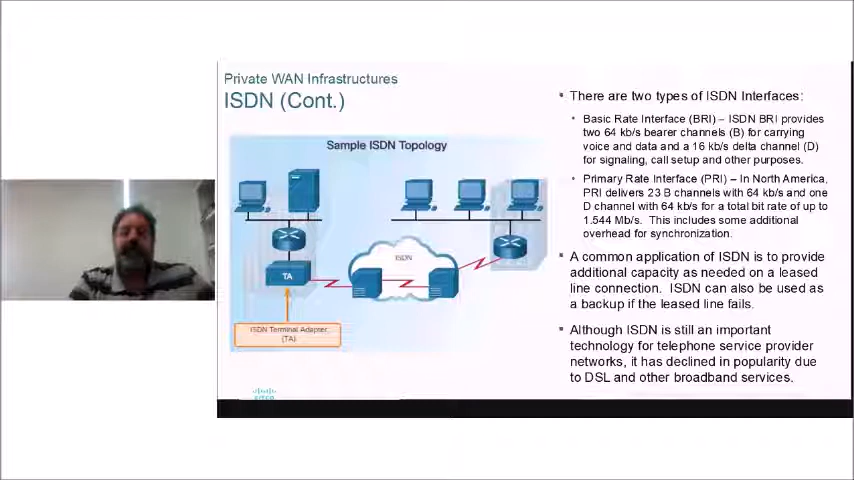 Private WAN Infrastructures
ISDN (Cont.)
Sample ISDN Topology
ISDN
TA
ISDN Terminal Adapter
(TA)
▪ There are two types of ISDN Interfaces:
• Basic Rate Interface (BRI) – ISDN BRI provides
two 64 kb/s bearer channels (B) for carrying
voice and data and a 16 kb/s delta channel (D)
for signaling, call setup and other purposes.
• Primary Rate Interface (PRI) – In North America,
PRI delivers 23 B channels with 64 kb/s and one
D channel with 64 kb/s for a total bit rate of up to
1.544 Mb/s. This includes some additional
overhead for synchronization.
▪ A common application of ISDN is to provide
additional capacity as needed on a leased
line connection. ISDN can also be used as
a backup if the leased line fails.
▪ Although ISDN is still an important
technology for telephone service provider
networks, it has declined in popularity due
to DSL and other broadband services.
CISCO